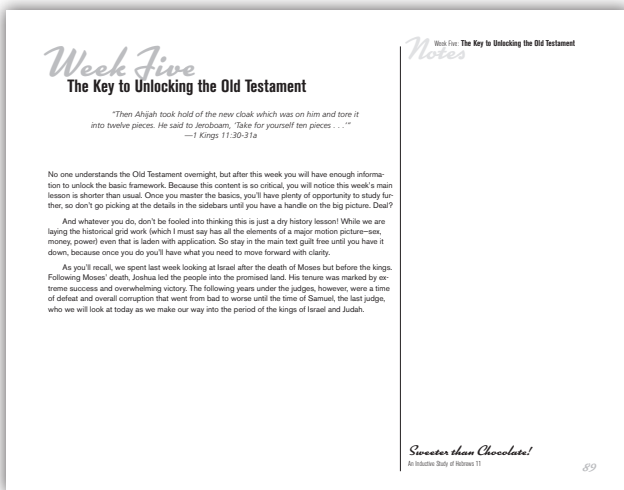 Week Five
The Key to Unlocking the Old Testament
“Then Ahijah took hold of the new cloak which was on him and tore it
into twelve pieces. He said to Jeroboam, ‘Take for yourself ten pieces . . .’”
—1 Kings 11:30-31a
No one understands the Old Testament overnight, but after this week you will have enough informa-
tion to unlock the basic framework. Because this content is so critical, you will notice this week's main
lesson is shorter than usual. Once you master the basics, you'll have plenty of opportunity to study fur-
ther, so don't go picking at the details in the sidebars until you have a handle on the big picture. Deal?
And whatever you do, don't be fooled into thinking this is just a dry history lesson! While we are
laying the historical grid work (which I must say has all the elements of a major motion picture—sex,
money, power) even that is laden with application. So stay in the main text guilt free until you have it
down, because once you do you'll have what you need to move forward with clarity.
As you'll recall, we spent last week looking at Israel after the death of Moses but before the kings.
Following Moses' death, Joshua led the people into the promised land. His tenure was marked by ex-
treme success and overwhelming victory. The following years under the judges, however, were a time
of defeat and overall corruption that went from bad to worse until the time of Samuel, the last judge,
who we will look at today as we make our way into the period of the kings of Israel and Judah.
Week Five: The Key to Unlocking the Old Testament
Notes
Sweeter than Chocolate!
An Inductive Study of Hebrews 11
89